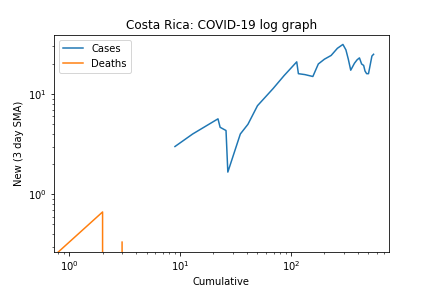 Costa Rica: COVID-19 log graph
Cases
Deaths
New (3 day SMA)
10¹
10⁰
10⁰ 10¹ 10²
Cumulative